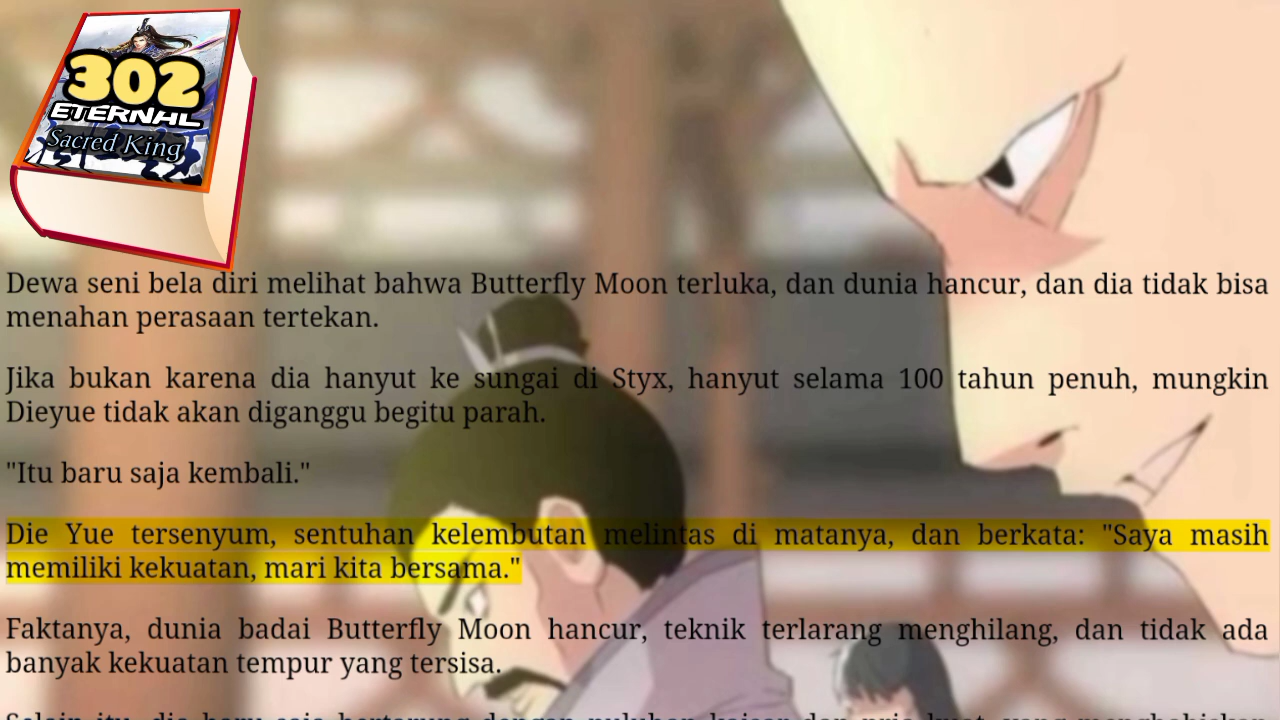 302
ETERNAL
Sacred King
Dewa seni bela diri melihat bahwa Butterfly Moon terluka, dan dunia hancur, dan dia tidak bisa
menahan perasaan tertekan.
Jika bukan karena dia hanyut ke sungai di Styx, hanyut selama 100 tahun penuh, mungkin
Dieyue tidak akan diganggu begitu parah.
"Itu baru saja kembali."
Die Yue tersenyum, sentuhan kelembutan melintas di matanya, dan berkata: "Saya masih
memiliki kekuatan, mari kita bersama."
Faktanya, dunia badai Butterfly Moon hancur, teknik terlarang menghilang, dan tidak ada
banyak kekuatan tempur yang tersisa.